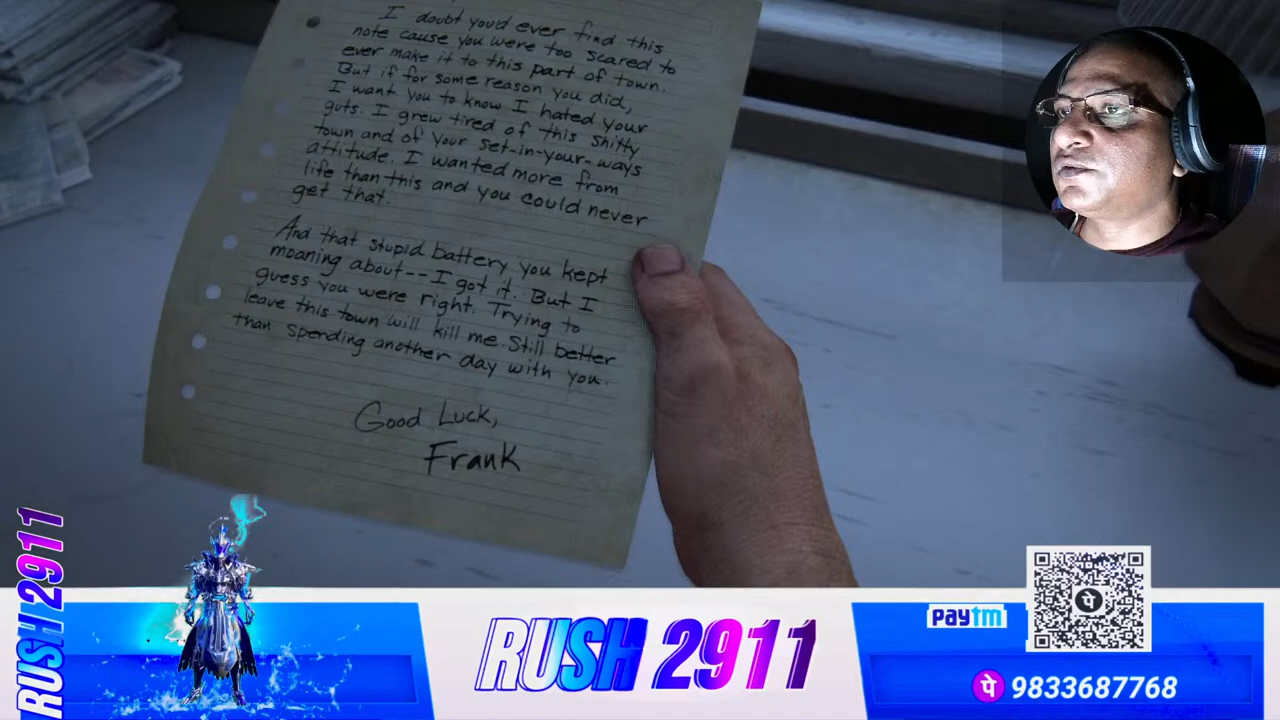 I doubt you'd ever find this
note cause you were too scared to
ever make it to this part of town.
But if for some reason you did,
I want you to know I hated your
guts. I grew tired of this shitty
town and of your set-in-your-ways
attitude. I wanted more from
life than this and you could never
get that.
And that stupid battery you kept
moaning about-- I got it. But I
guess you were right. Trying to
leave this town will kill me. Still better
than spending another day with you.
Good Luck,
Frank
RUSH 2911
RUSH 2911
paytm
पे
पे 9833687768